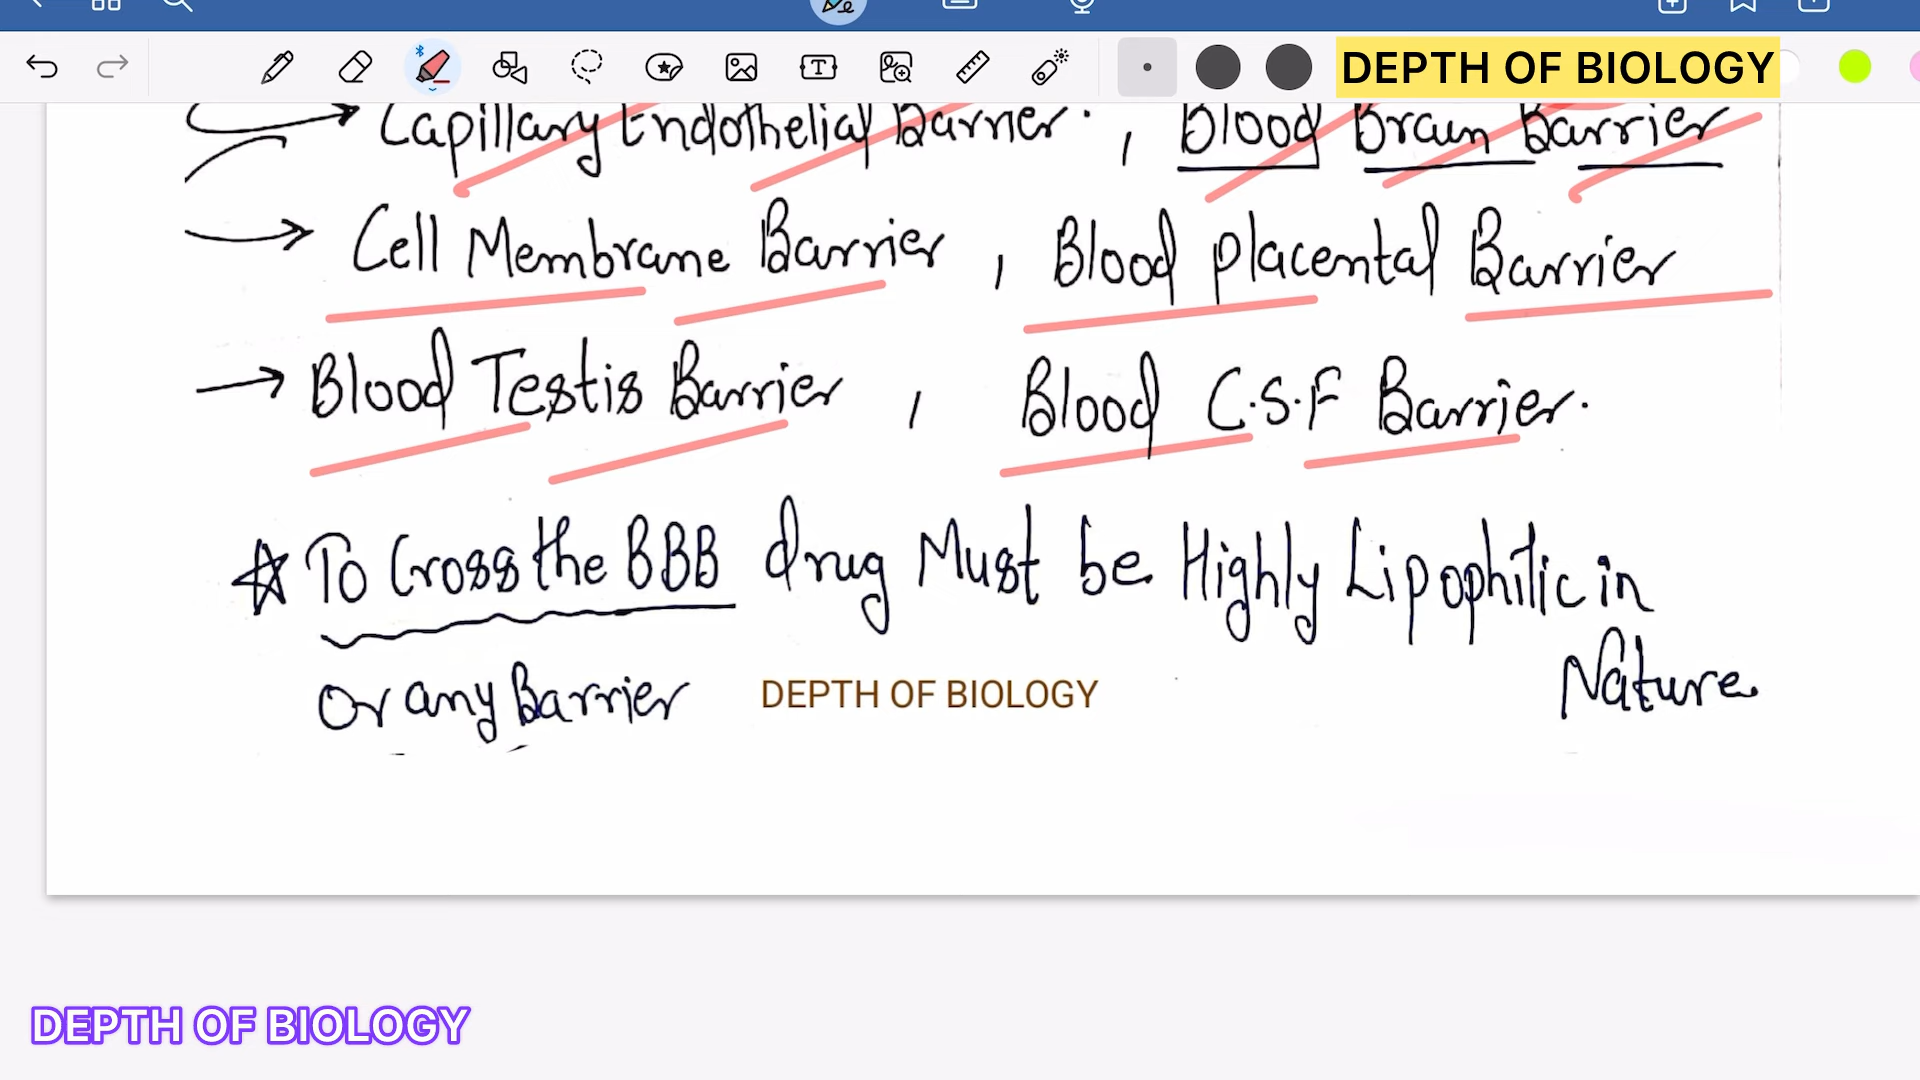 DEPTH OF BIOLOGY
Capillary Endothelial Barrier. , Blood Brain Barrier
Cell Membrane Barrier , Blood placental Barrier
Blood Testis Barrier , Blood C.S.F Barrier.
To Cross the BBB drug Must be Highly Lipophilic in
Nature.
Or any Barrier DEPTH OF BIOLOGY
DEPTH OF BIOLOGY